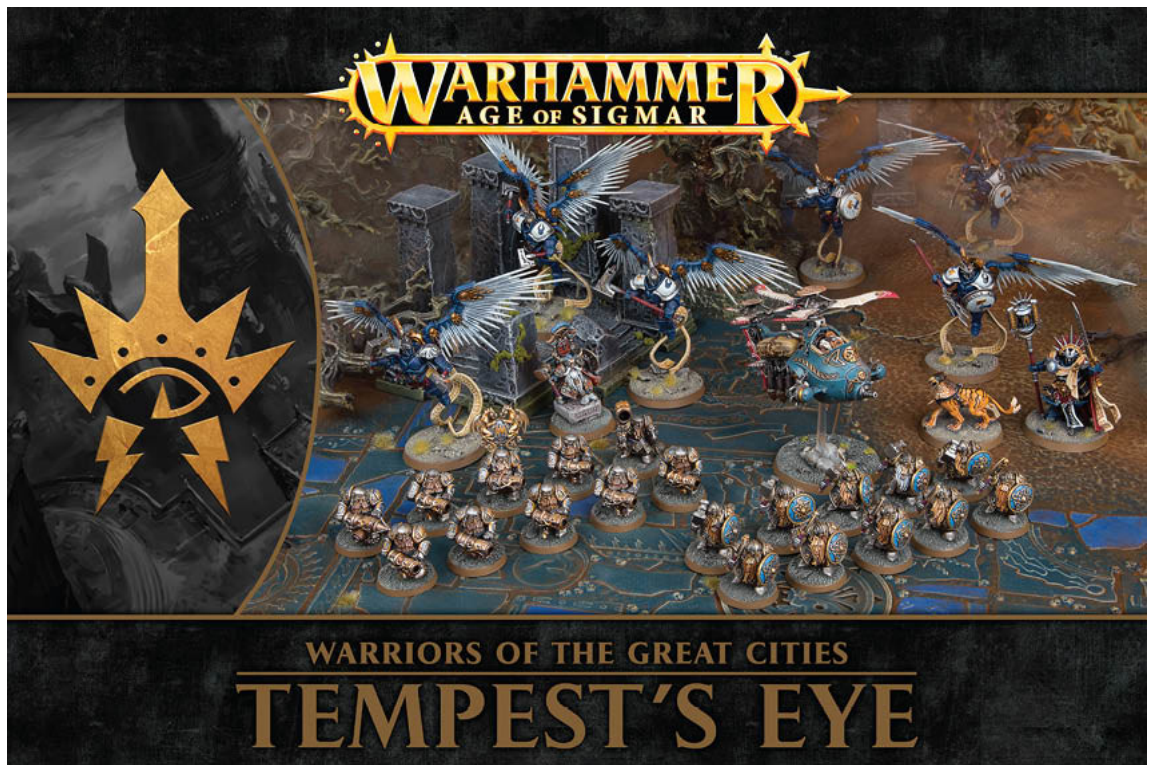 WARHAMMER
AGE OF SIGMAR
WARRIORS OF THE GREAT CITIES
TEMPEST'S EYE